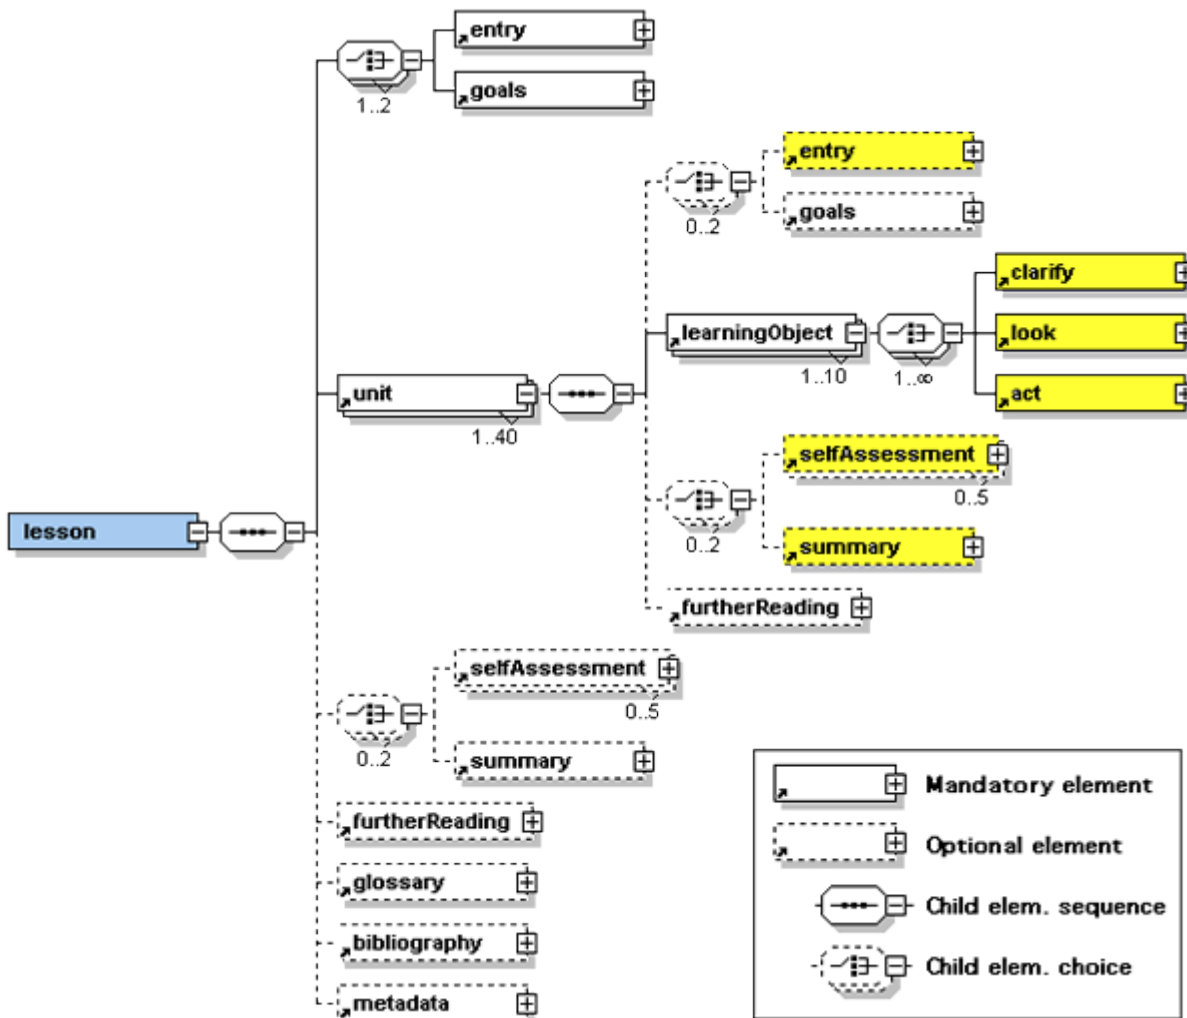 entry
1..2
goals
entry
0..2
goals
clarify
learningObject
look
1..10
1..∞
unit
act
1..40
selfAssessment
0..5
lesson
0..2
summary
furtherReading
selfAssessment
0..5
0..2
summary
furtherReading
glossary
bibliography
metadata
Mandatory element
Optional element
Child elem. sequence
Child elem. choice